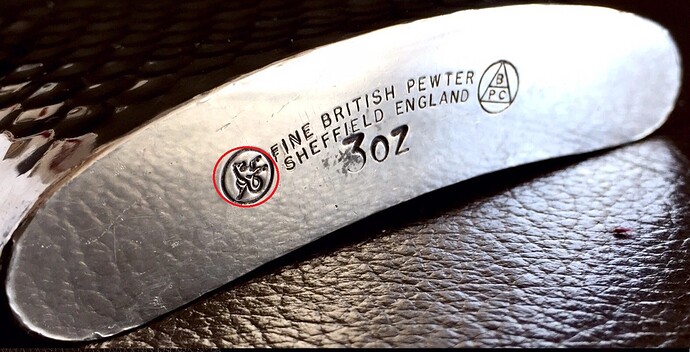 FINE BRITISH PEWTER
SHEFFIELD ENGLAND
3oz
B
PC